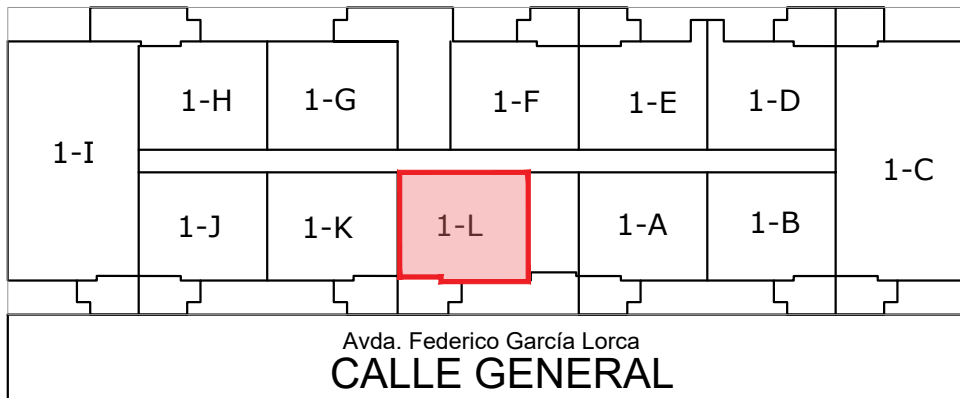 1-H
1-G
1-F
1-E
1-D
1-I
1-C
1-J
1-K
1-L
1-A
1-B
Avda. Federico García Lorca
CALLE GENERAL